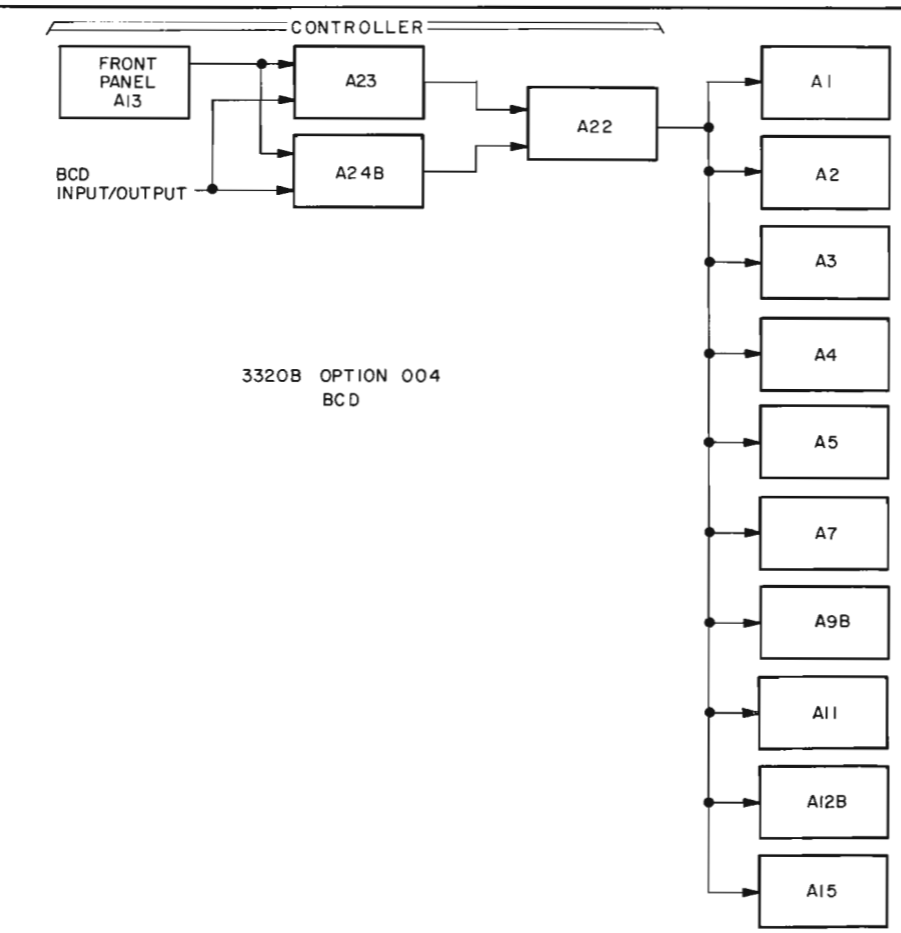 CONTROLLER
FRONT
PANEL
A13
A23
A24B
A22
BCD
INPUT/OUTPUT
3320B OPTION 004
BCD
A1
A2
A3
A4
A5
A7
A9B
A11
A12B
A15